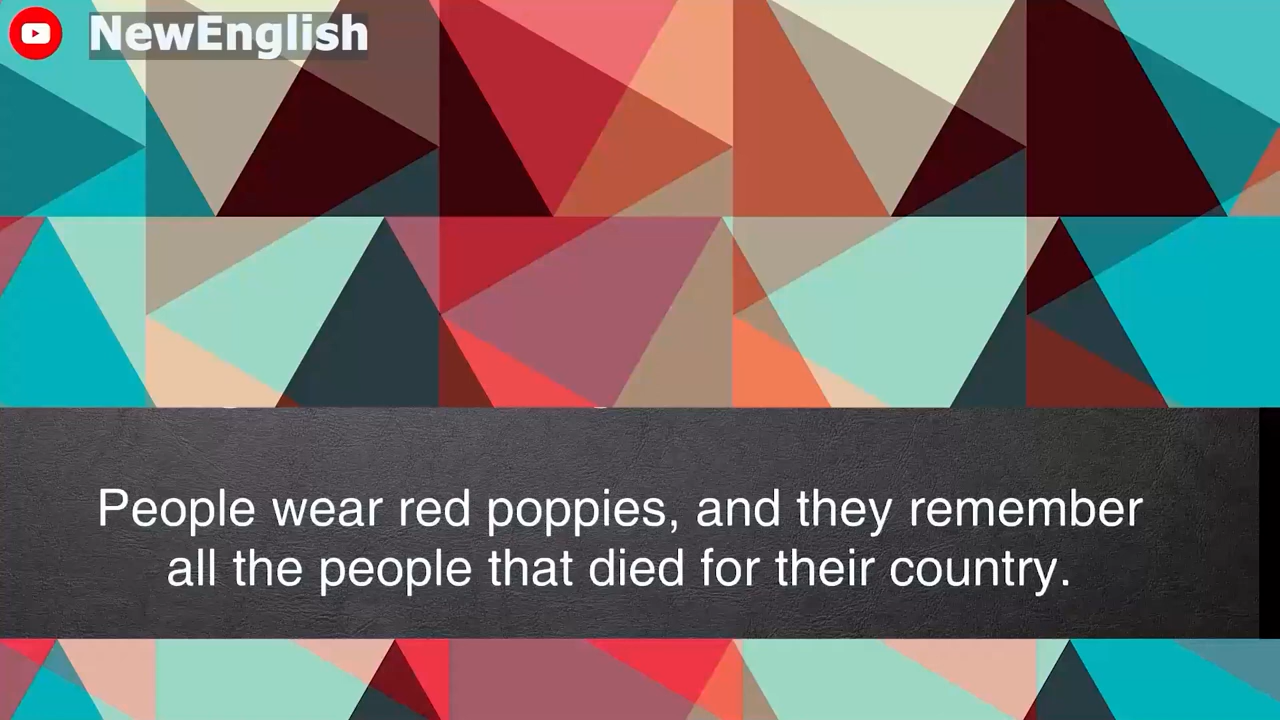 NewEnglish
People wear red poppies, and they remember
all the people that died for their country.